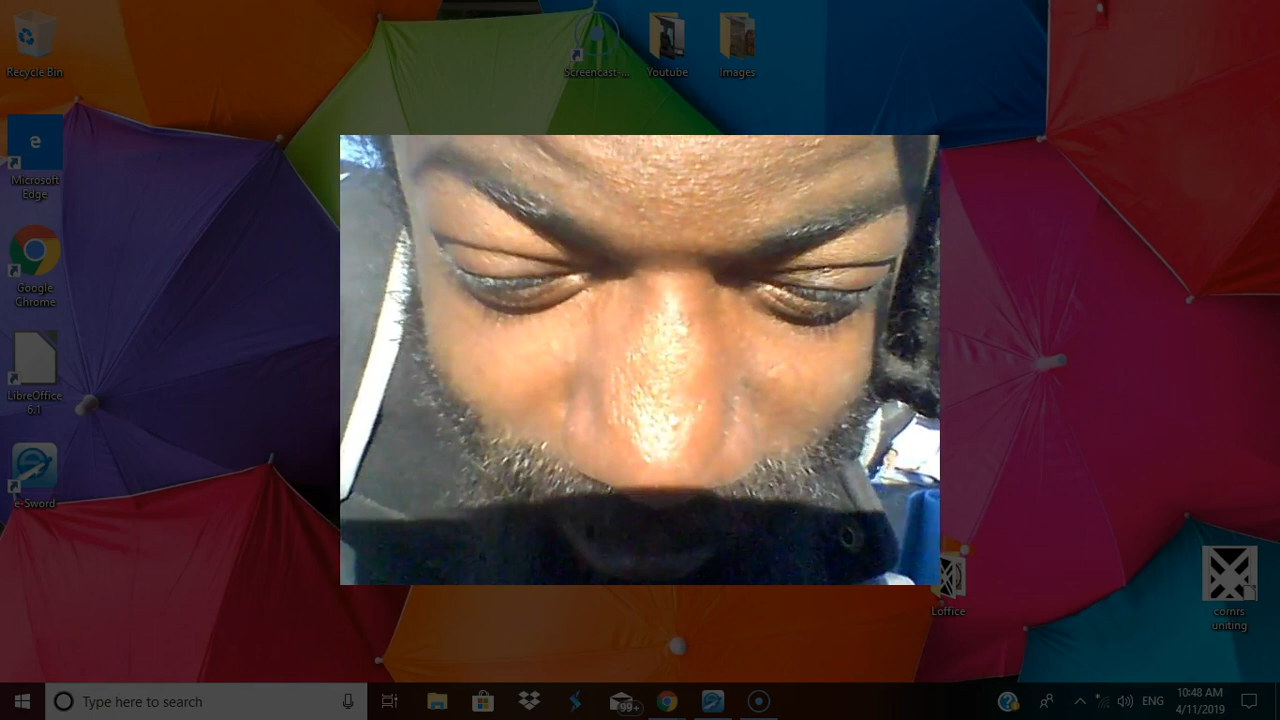 Recycle Bin
Screencast-...
Youtube
Images
Microsoft
Edge
Google
Chrome
LibreOffice
6.1
e-Sword
Loffice
cornrs
uniting
Type here to search
99+
ENG
10:48 AM
4/11/2019